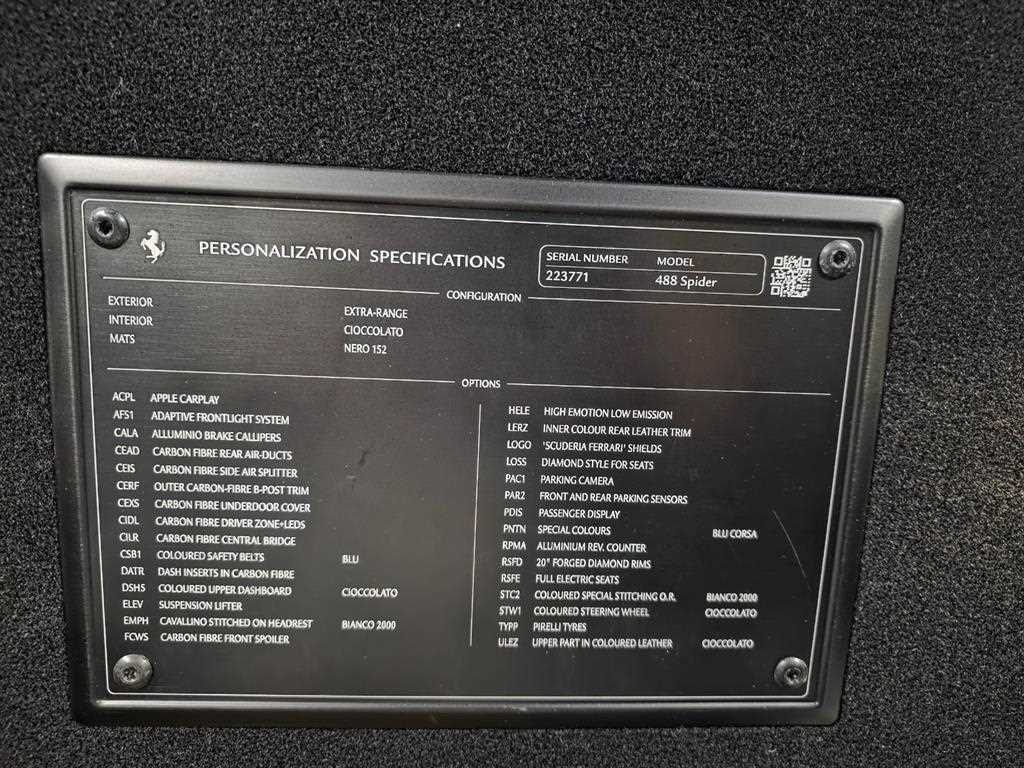 PERSONALIZATION SPECIFICATIONS
SERIAL NUMBER MODEL
223771 488 Spider
CONFIGURATION
EXTERIOR EXTRA-RANGE
INTERIOR CIOCCOLATO
MATS NERO 152
OPTIONS
ACPL APPLE CARPLAY
AFS1 ADAPTIVE FRONTLIGHT SYSTEM
CALA ALLUMINIO BRAKE CALLIPERS
CEAD CARBON FIBRE REAR AIR-DUCTS
CEIS CARBON FIBRE SIDE AIR SPLITTER
CERF OUTER CARBON-FIBRE B-POST TRIM
CEXS CARBON FIBRE UNDERDOOR COVER
CIDL CARBON FIBRE DRIVER ZONE+LEDS
CILR CARBON FIBRE CENTRAL BRIDGE
CSB1 COLOURED SAFETY BELTS BLU
DATR DASH INSERTS IN CARBON FIBRE
DSH5 COLOURED UPPER DASHBOARD CIOCCOLATO
ELEV SUSPENSION LIFTER
EMPH CAVALLINO STITCHED ON HEADREST BIANCO 2000
FCWS CARBON FIBRE FRONT SPOILER
HELE HIGH EMOTION LOW EMISSION
LERZ INNER COLOUR REAR LEATHER TRIM
LOGO 'SCUDERIA FERRARI' SHIELDS
LOSS DIAMOND STYLE FOR SEATS
PAC1 PARKING CAMERA
PAR2 FRONT AND REAR PARKING SENSORS
PDIS PASSENGER DISPLAY
PNTN SPECIAL COLOURS BLU CORSA
RPMA ALUMINIUM REV. COUNTER
RSFD 20" FORGED DIAMOND RIMS
RSFE FULL ELECTRIC SEATS
STC2 COLOURED SPECIAL STITCHING O.R. BIANCO 2000
STW1 COLOURED STEERING WHEEL CIOCCOLATO
TYPP PIRELLI TYRES
ULEZ UPPER PART IN COLOURED LEATHER CIOCCOLATO